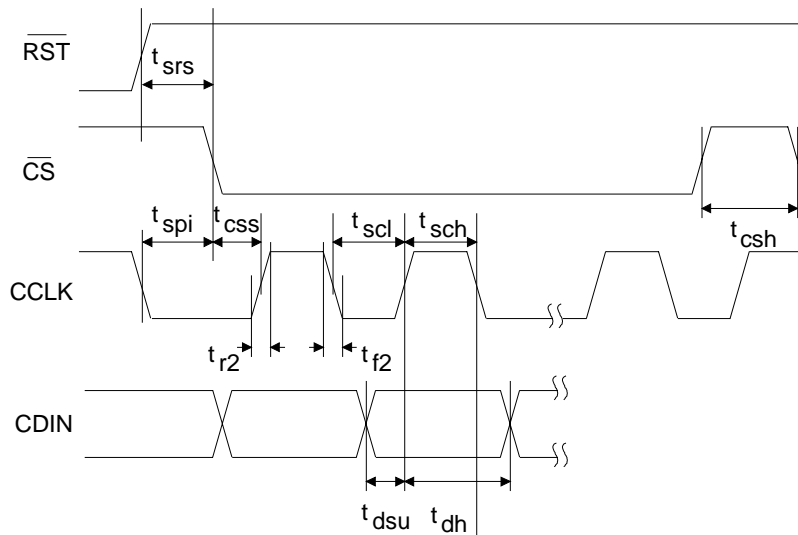 RST
t srs
CS
t spi
t css
t scl
t sch
t csh
CCLK
t r2
t f2
CDIN
t dsu
t dh